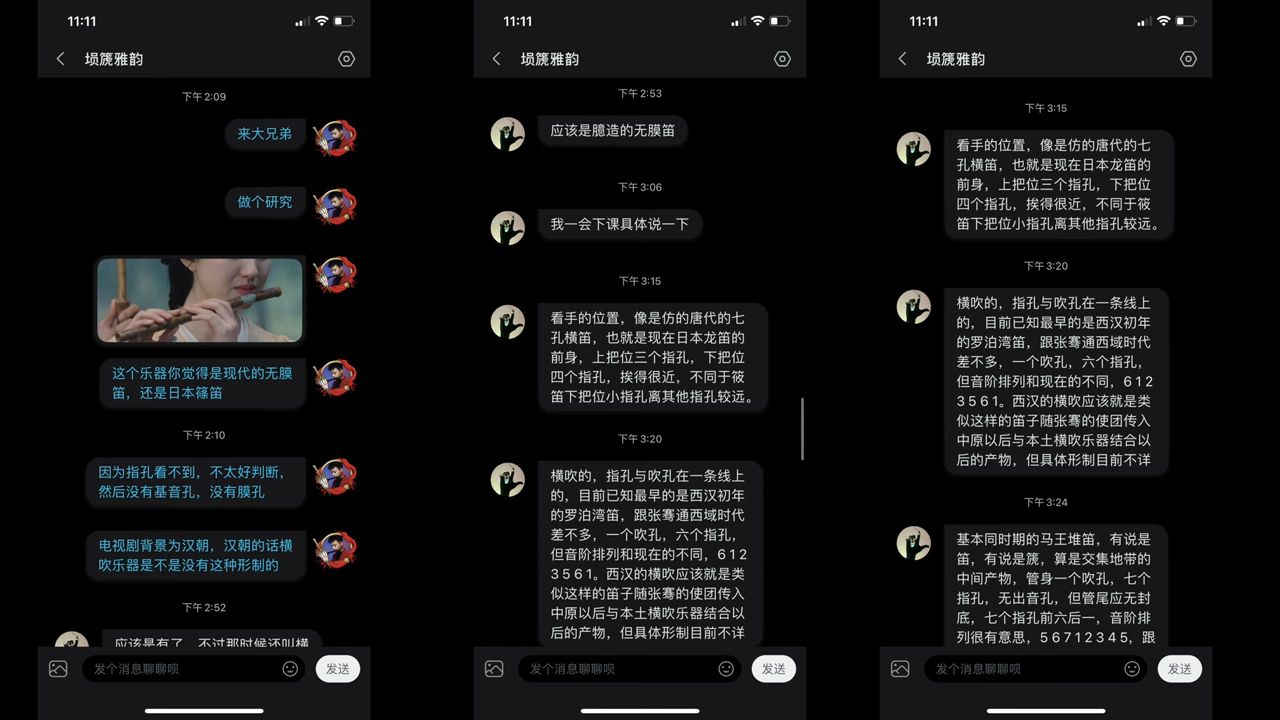 11:11
埙篪雅韵
下午 2:09
来大兄弟
做个研究
这个乐器你觉得是现代的无膜
笛，还是日本篠笛
下午 2:10
因为指孔看不到，不太好判断，
然后没有基音孔，没有膜孔
电视剧背景为汉朝，汉朝的话横
吹乐器是不是没有这种形制的
下午 2:52
应该是有了，不过那时候还叫横
发个消息聊聊呗
发送
11:11
埙篪雅韵
下午 2:53
应该是臆造的无膜笛
下午 3:06
我一会下课具体说一下
下午 3:15
看手的位置，像是仿的唐代的七
孔横笛，也就是现在日本龙笛的
前身，上把位三个指孔，下把位
四个指孔，挨得很近，不同于筱
笛下把位小指孔离其他指孔较远。
下午 3:20
横吹的，指孔与吹孔在一条线上
的，目前已知最早的是西汉初年
的罗泊湾笛，跟张骞通西域时代
差不多，一个吹孔，六个指孔，
但音阶排列和现在的不同，6 1 2
3 5 6 1。西汉的横吹应该就是类
似这样的笛子随张骞的使团传入
中原以后与本土横吹乐器结合以
后的产物，但具体形制目前不详
发个消息聊聊呗
发送
11:11
埙篪雅韵
下午 3:15
看手的位置，像是仿的唐代的七
孔横笛，也就是现在日本龙笛的
前身，上把位三个指孔，下把位
四个指孔，挨得很近，不同于筱
笛下把位小指孔离其他指孔较远。
下午 3:20
横吹的，指孔与吹孔在一条线上
的，目前已知最早的是西汉初年
的罗泊湾笛，跟张骞通西域时代
差不多，一个吹孔，六个指孔，
但音阶排列和现在的不同，6 1 2
3 5 6 1。西汉的横吹应该就是类
似这样的笛子随张骞的使团传入
中原以后与本土横吹乐器结合以
后的产物，但具体形制目前不详
下午 3:24
基本同时期的马王堆笛，有说是
笛，有说是篪，算是交集地带的
中间产物，管身一个吹孔，七个
指孔，无出音孔，但管尾应无封
底，七个指孔前六后一，音阶排
列很有意思，5 6 7 1 2 3 4 5，跟
发个消息聊聊呗
发送